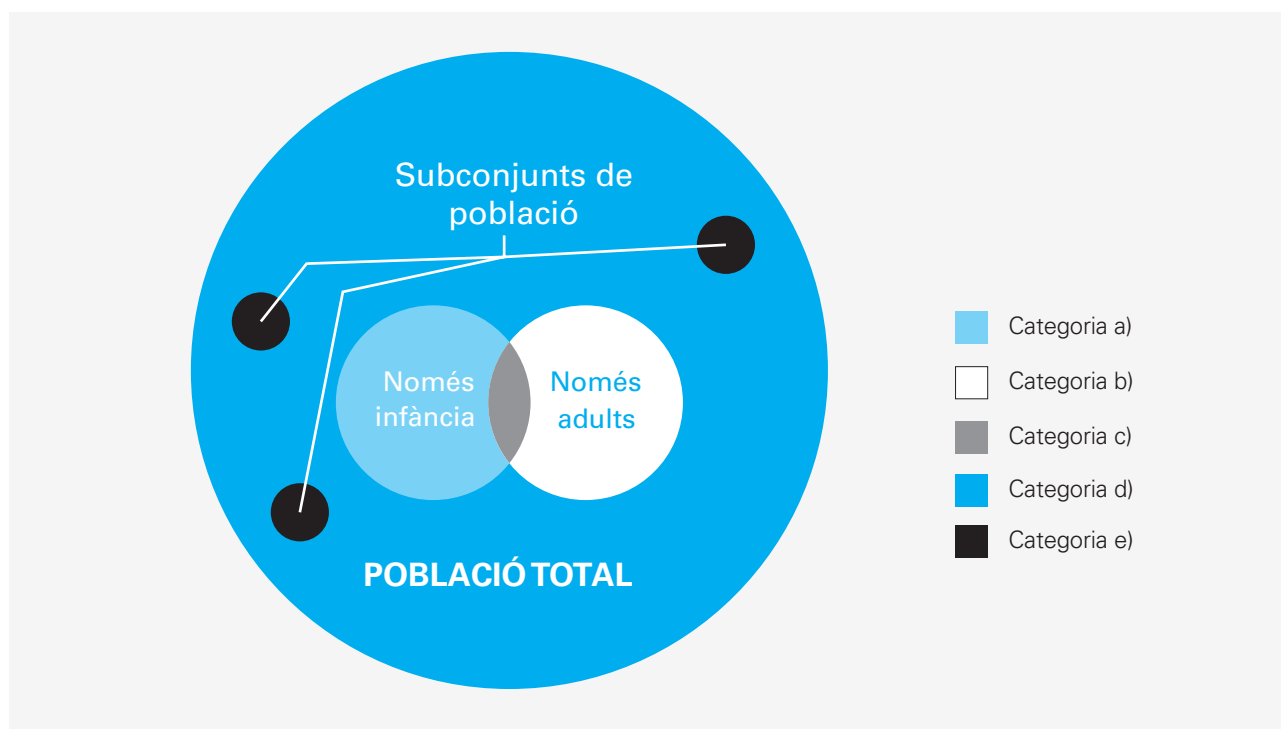 Subconjunts de
població
Només
infància
Només
adults
POBLACIÓ TOTAL
Categoria a)
Categoria b)
Categoria c)
Categoria d)
Categoria e)